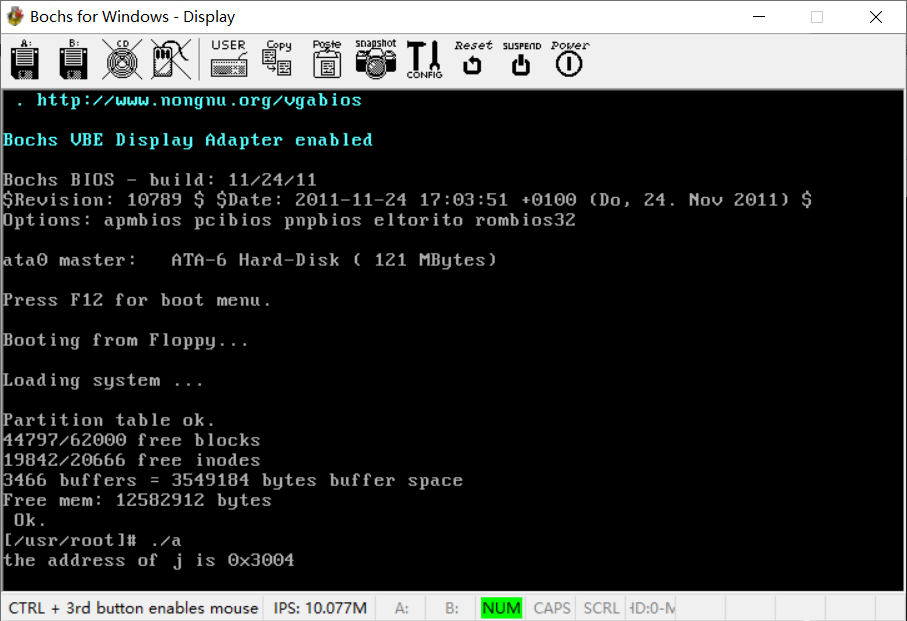 Bochs for Windows - Display
A: B: CD USER Copy Paste snapshot CONFIG Reset SUSPEND Power
. http://www.nongnu.org/vgabios
Bochs VBE Display Adapter enabled
Bochs BIOS - build: 11/24/11
$Revision: 10789 $ $Date: 2011-11-24 17:03:51 +0100 (Do, 24. Nov 2011) $
Options: apmbios pcibios pnpbios eltorito rombios32
ata0 master:   ATA-6 Hard-Disk ( 121 MBytes)
Press F12 for boot menu.
Booting from Floppy...
Loading system ...
Partition table ok.
44797/62000 free blocks
19842/20666 free inodes
3466 buffers = 3549184 bytes buffer space
Free mem: 12582912 bytes
 Ok.
[/usr/root]# ./a
the address of j is 0x3004
CTRL + 3rd button enables mouse IPS: 10.077M A: B: NUM CAPS SCRL HD:0-M